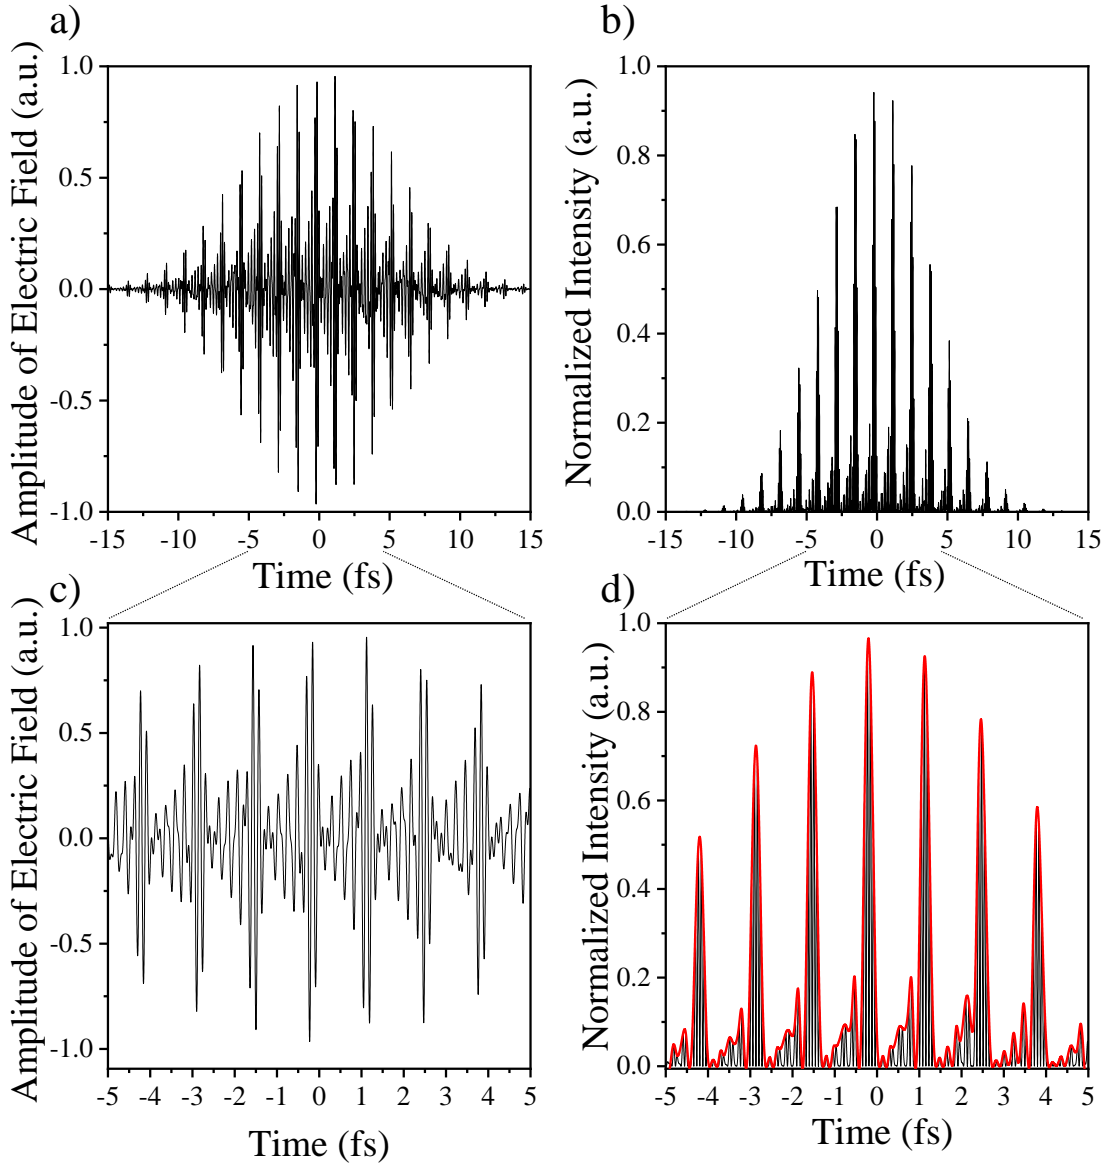 a)
Amplitude of Electric Field (a.u.)
1.0
0.5
0.0
-0.5
-1.0
-15 -10 -5 0 5 10 15
Time (fs)
b)
Normalized Intensity (a.u.)
1.0
0.8
0.6
0.4
0.2
0.0
-15 -10 -5 0 5 10 15
Time (fs)
c)
Amplitude of Electric Field (a.u.)
1.0
0.5
0.0
-0.5
-1.0
-5 -4 -3 -2 -1 0 1 2 3 4 5
Time (fs)
d)
Normalized Intensity (a.u.)
1.0
0.8
0.6
0.4
0.2
0.0
-5 -4 -3 -2 -1 0 1 2 3 4 5
Time (fs)